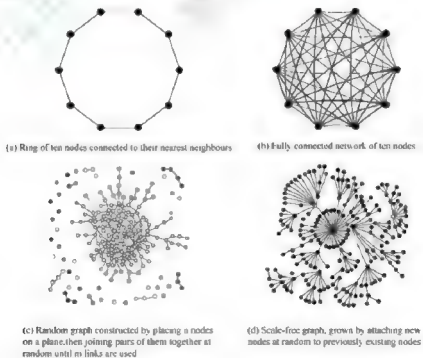 (a) Ring of ten nodes connected to their nearest neighbours
(b) Fully connected network of ten nodes
(c) Random graph constructed by placing n nodes
on a plane,then joining pairs of them together at
random until m links are used
(d) Scale-free graph, grown by attaching new
nodes at random to previously existing nodes